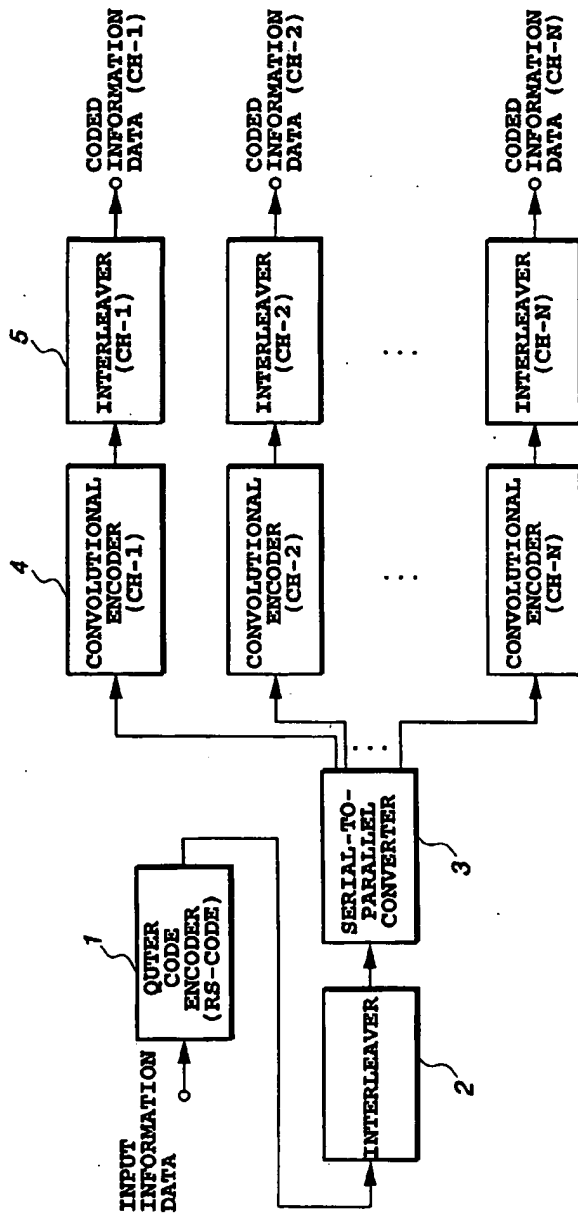 INPUT
INFORMATION
DATA
1
QUTER
CODE
ENCODER
(RS-CODE)
2
INTERLEAVER
3
SERIAL-TO-
PARALLEL
CONVERTER
...
4
CONVOLUTIONAL
ENCODER
(CH-1)
5
INTERLEAVER
(CH-1)
CODED
INFORMATION
DATA (CH-1)
CONVOLUTIONAL
ENCODER
(CH-2)
INTERLEAVER
(CH-2)
CODED
INFORMATION
DATA (CH-2)
...
...
CONVOLUTIONAL
ENCODER
(CH-N)
INTERLEAVER
(CH-N)
CODED
INFORMATION
DATA (CH-N)